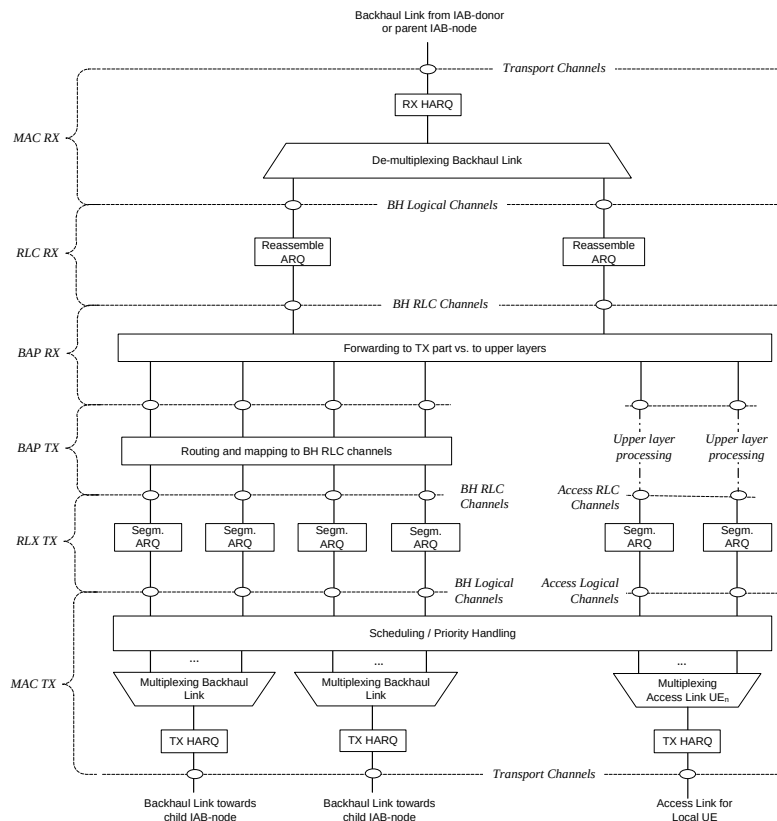 Backhaul Link from IAB-donor
or parent IAB-node
Transport Channels
RX HARQ
MAC RX
De-multiplexing Backhaul Link
BH Logical Channels
Reassemble
ARQ
Reassemble
ARQ
RLC RX
BH RLC Channels
BAP RX
Forwarding to TX part vs. to upper layers
BAP TX
Routing and mapping to BH RLC channels
Upper layer
processing
Upper layer
processing
BH RLC
Channels
Access RLC
Channels
RLX TX
Segm.
ARQ
Segm.
ARQ
Segm.
ARQ
Segm.
ARQ
Segm.
ARQ
Segm.
ARQ
BH Logical
Channels
Access Logical
Channels
Scheduling / Priority Handling
...
...
...
MAC TX
Multiplexing Backhaul
Link
Multiplexing Backhaul
Link
Multiplexing
Access Link UEn
TX HARQ
TX HARQ
TX HARQ
Transport Channels
Backhaul Link towards
child IAB-node
Backhaul Link towards
child IAB-node
Access Link for
Local UE